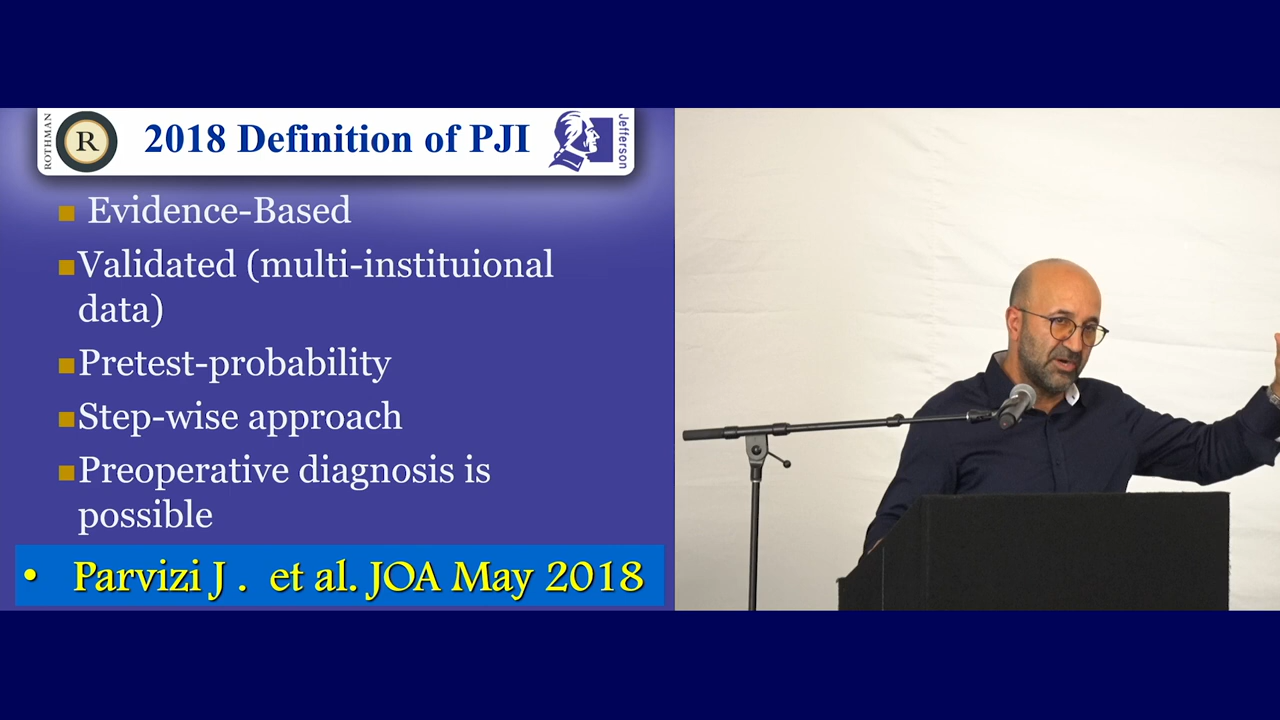 ROTHMAN
R
2018 Definition of PJI
Jefferson
Evidence-Based
Validated (multi-instituional
data)
Pretest-probability
Step-wise approach
Preoperative diagnosis is
possible
• Parvizi J . et al. JOA May 2018